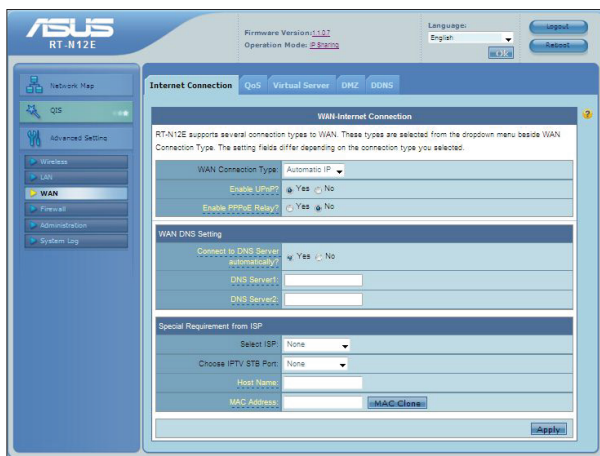 ASUS
RT-N12E
Firmware Version:1.1.0.7
Operation Mode: IP Sharing
Language:
English
OK
Logout
Reboot
Network Map
QIS
Advanced Setting
Wireless
LAN
WAN
Firewall
Administration
System Log
Internet Connection QoS Virtual Server DMZ DDNS
WAN-Internet Connection
RT-N12E supports several connection types to WAN. These types are selected from the dropdown menu beside WAN
Connection Type. The setting fields differ depending on the connection type you selected.
WAN Connection Type: Automatic IP
Enable UPnP? Yes No
Enable PPPoE Relay? Yes No
WAN DNS Setting
Connect to DNS Server
automatically? Yes No
DNS Server1:
DNS Server2:
Special Requirement from ISP
Select ISP: None
Choose IPTV STB Port: None
Host Name:
MAC Address: MAC Clone
Apply